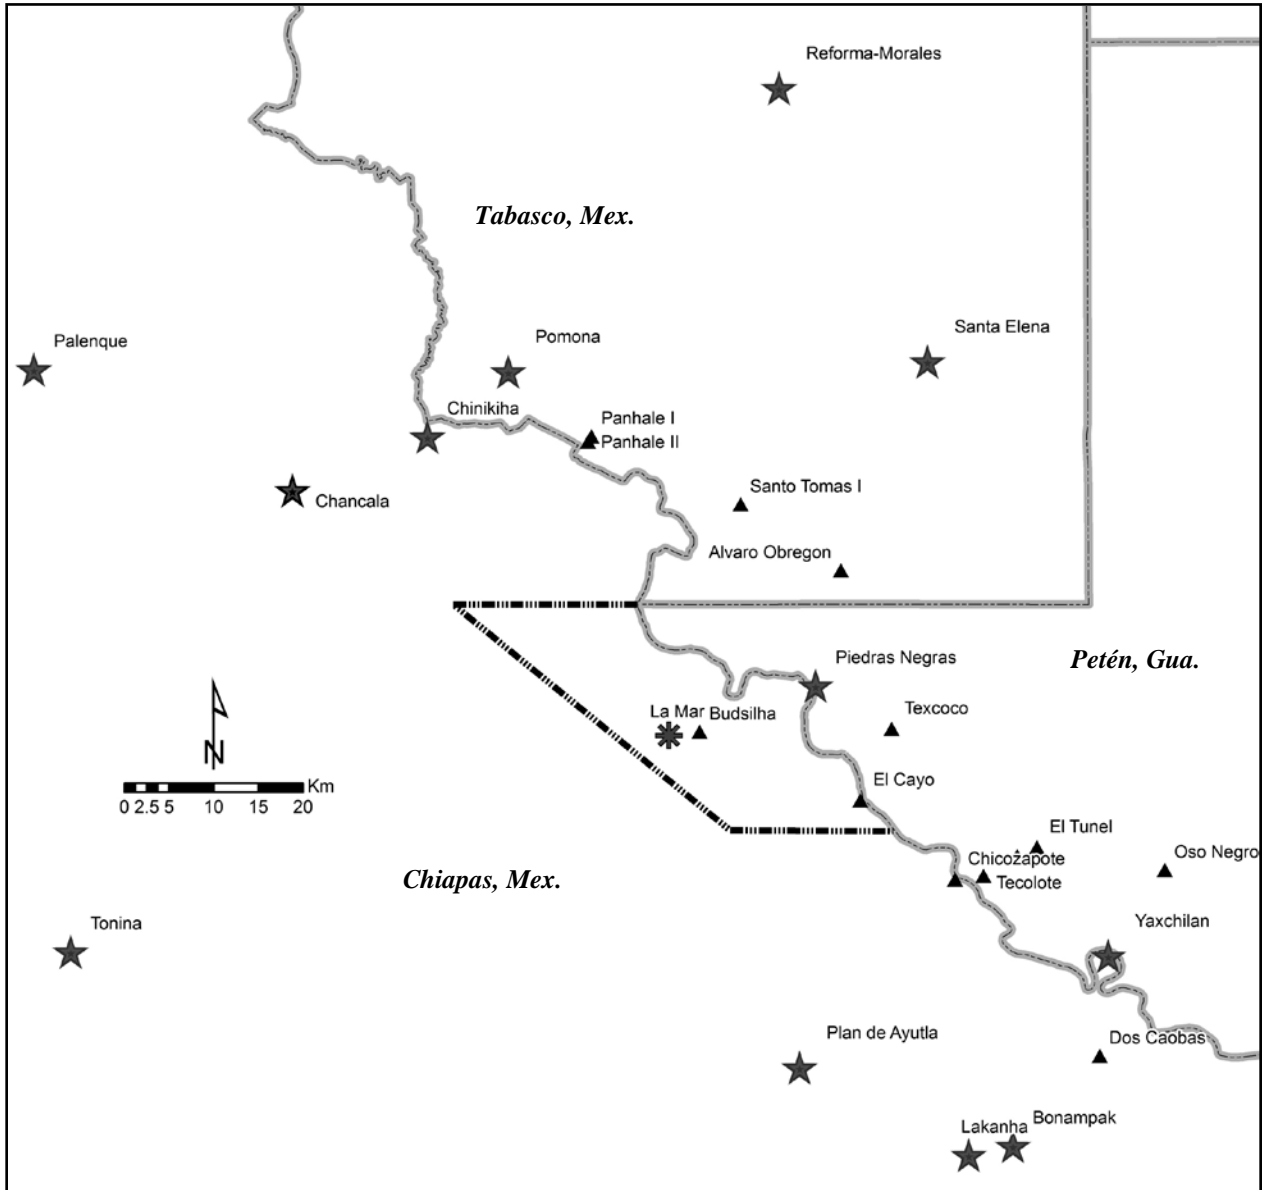 Reforma-Morales
Tabasco, Mex.
Santa Elena
Palenque
Pomona
Chinikiha
Panhale I
Panhale II
Santo Tomas I
Chancala
Alvaro Obregon
Piedras Negras
Petén, Gua.
La Mar Budsilha
Texcoco
N
El Cayo
Km
0 2.5 5 10 15 20
El Tunel
Chicozapote
Oso Negro
Chiapas, Mex.
Tecolote
Tonina
Yaxchilan
Plan de Ayutla
Dos Caobas
Lakanha
Bonampak